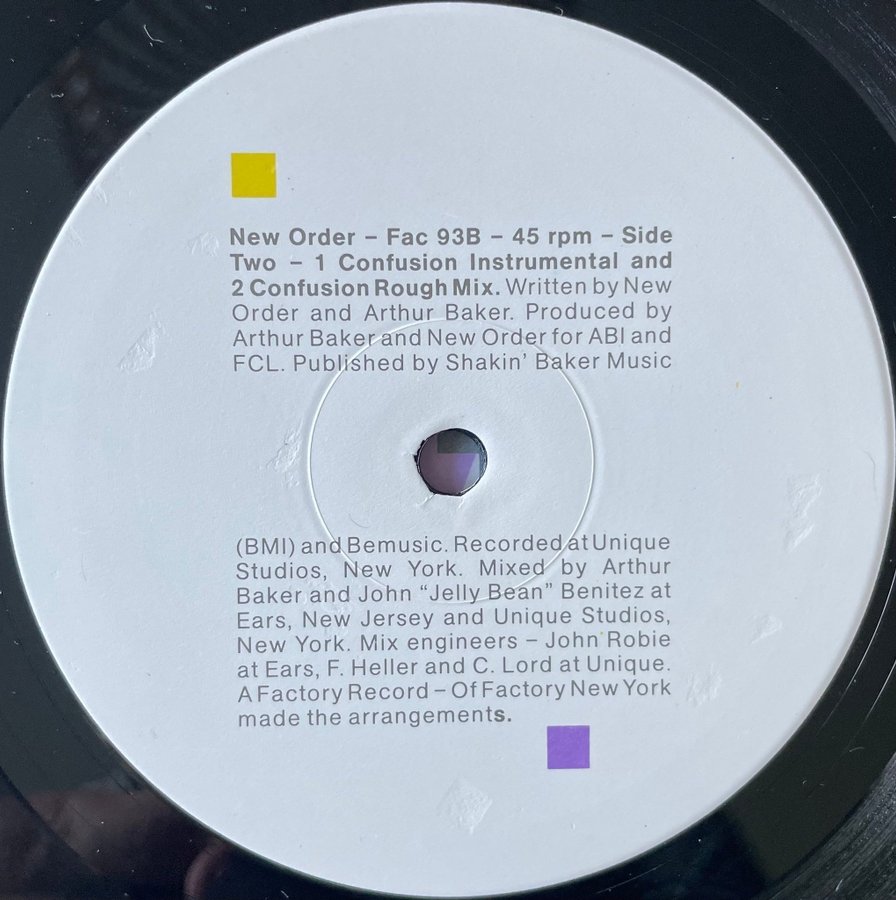 New Order – Fac 93B – 45 rpm – Side
Two – 1 Confusion Instrumental and
2 Confusion Rough Mix. Written by New
Order and Arthur Baker. Produced by
Arthur Baker and New Order for ABI and
FCL. Published by Shakin’ Baker Music
(BMI) and Bemusic. Recorded at Unique
Studios, New York. Mixed by Arthur
Baker and John “Jelly Bean” Benitez at
Ears, New Jersey and Unique Studios,
New York. Mix engineers – John Robie
at Ears, F. Heller and C. Lord at Unique.
A Factory Record – Of Factory New York
made the arrangements.